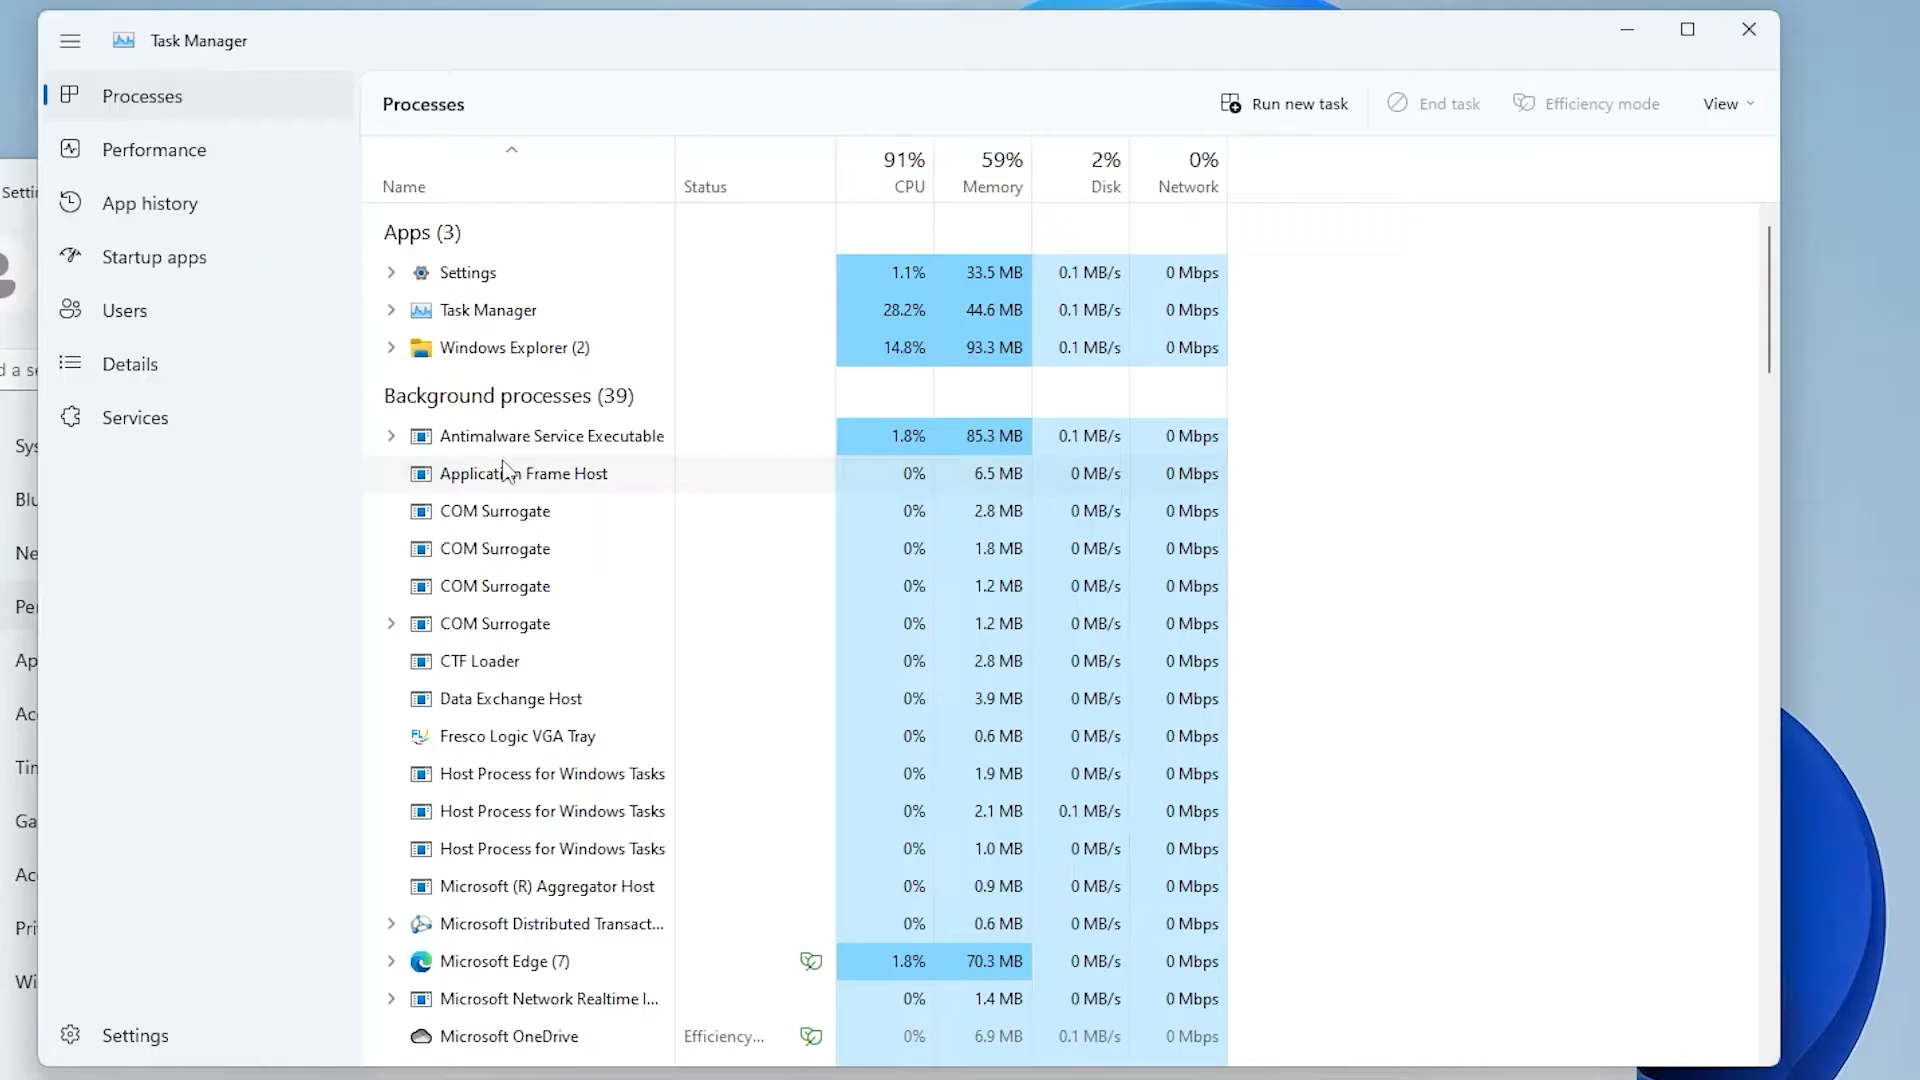 Task Manager
Processes
Performance
App history
Startup apps
Users
Details
Services
Settings
Processes
Run new task
End task
Efficiency mode
View
Name Status 91% CPU 59% Memory 2% Disk 0% Network
Apps (3)
Settings 1.1% 33.5 MB 0.1 MB/s 0 Mbps
Task Manager 28.2% 44.6 MB 0.1 MB/s 0 Mbps
Windows Explorer (2) 14.8% 93.3 MB 0.1 MB/s 0 Mbps
Background processes (39)
Antimalware Service Executable 1.8% 85.3 MB 0.1 MB/s 0 Mbps
Application Frame Host 0% 6.5 MB 0 MB/s 0 Mbps
COM Surrogate 0% 2.8 MB 0 MB/s 0 Mbps
COM Surrogate 0% 1.8 MB 0 MB/s 0 Mbps
COM Surrogate 0% 1.2 MB 0 MB/s 0 Mbps
COM Surrogate 0% 1.2 MB 0 MB/s 0 Mbps
CTF Loader 0% 2.8 MB 0 MB/s 0 Mbps
Data Exchange Host 0% 3.9 MB 0 MB/s 0 Mbps
Fresco Logic VGA Tray 0% 0.6 MB 0 MB/s 0 Mbps
Host Process for Windows Tasks 0% 1.9 MB 0 MB/s 0 Mbps
Host Process for Windows Tasks 0% 2.1 MB 0.1 MB/s 0 Mbps
Host Process for Windows Tasks 0% 1.0 MB 0 MB/s 0 Mbps
Microsoft (R) Aggregator Host 0% 0.9 MB 0 MB/s 0 Mbps
Microsoft Distributed Transact... 0% 0.6 MB 0 MB/s 0 Mbps
Microsoft Edge (7) 1.8% 70.3 MB 0 MB/s 0 Mbps
Microsoft Network Realtime I... 0% 1.4 MB 0 MB/s 0 Mbps
Microsoft OneDrive Efficiency... 0% 6.9 MB 0.1 MB/s 0 Mbps